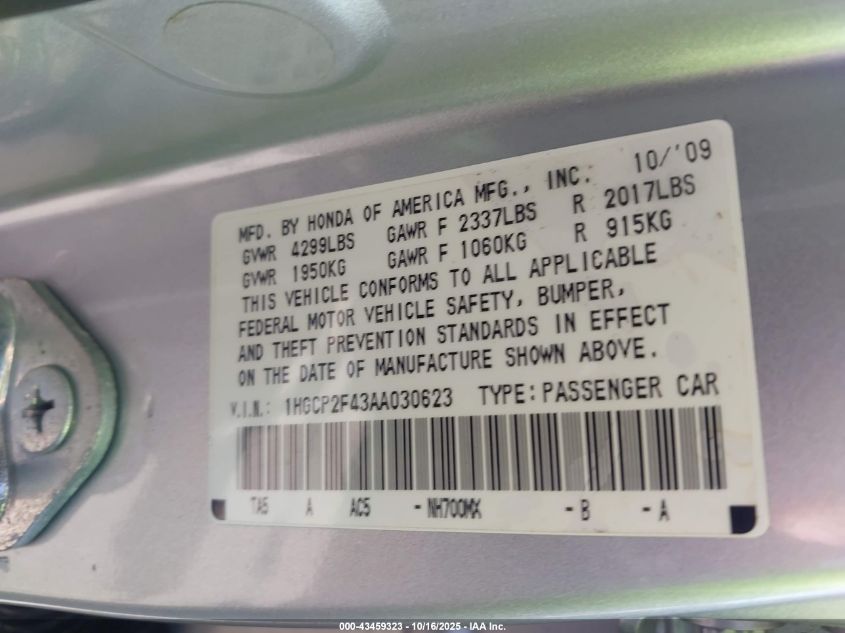 MFD. BY HONDA OF AMERICA MFG., INC. 10/'09
GVWR 4299LBS GAWR F 2337LBS R 2017LBS
GVWR 1950KG GAWR F 1060KG R 915KG
THIS VEHICLE CONFORMS TO ALL APPLICABLE
FEDERAL MOTOR VEHICLE SAFETY, BUMPER,
AND THEFT PREVENTION STANDARDS IN EFFECT
ON THE DATE OF MANUFACTURE SHOWN ABOVE.
V.I.N.: 1HGCP2F43AA030623 TYPE: PASSENGER CAR
TA5 A AC5 - NH700MX - B - A
000-43459323 - 10/16/2025 - IAA Inc.